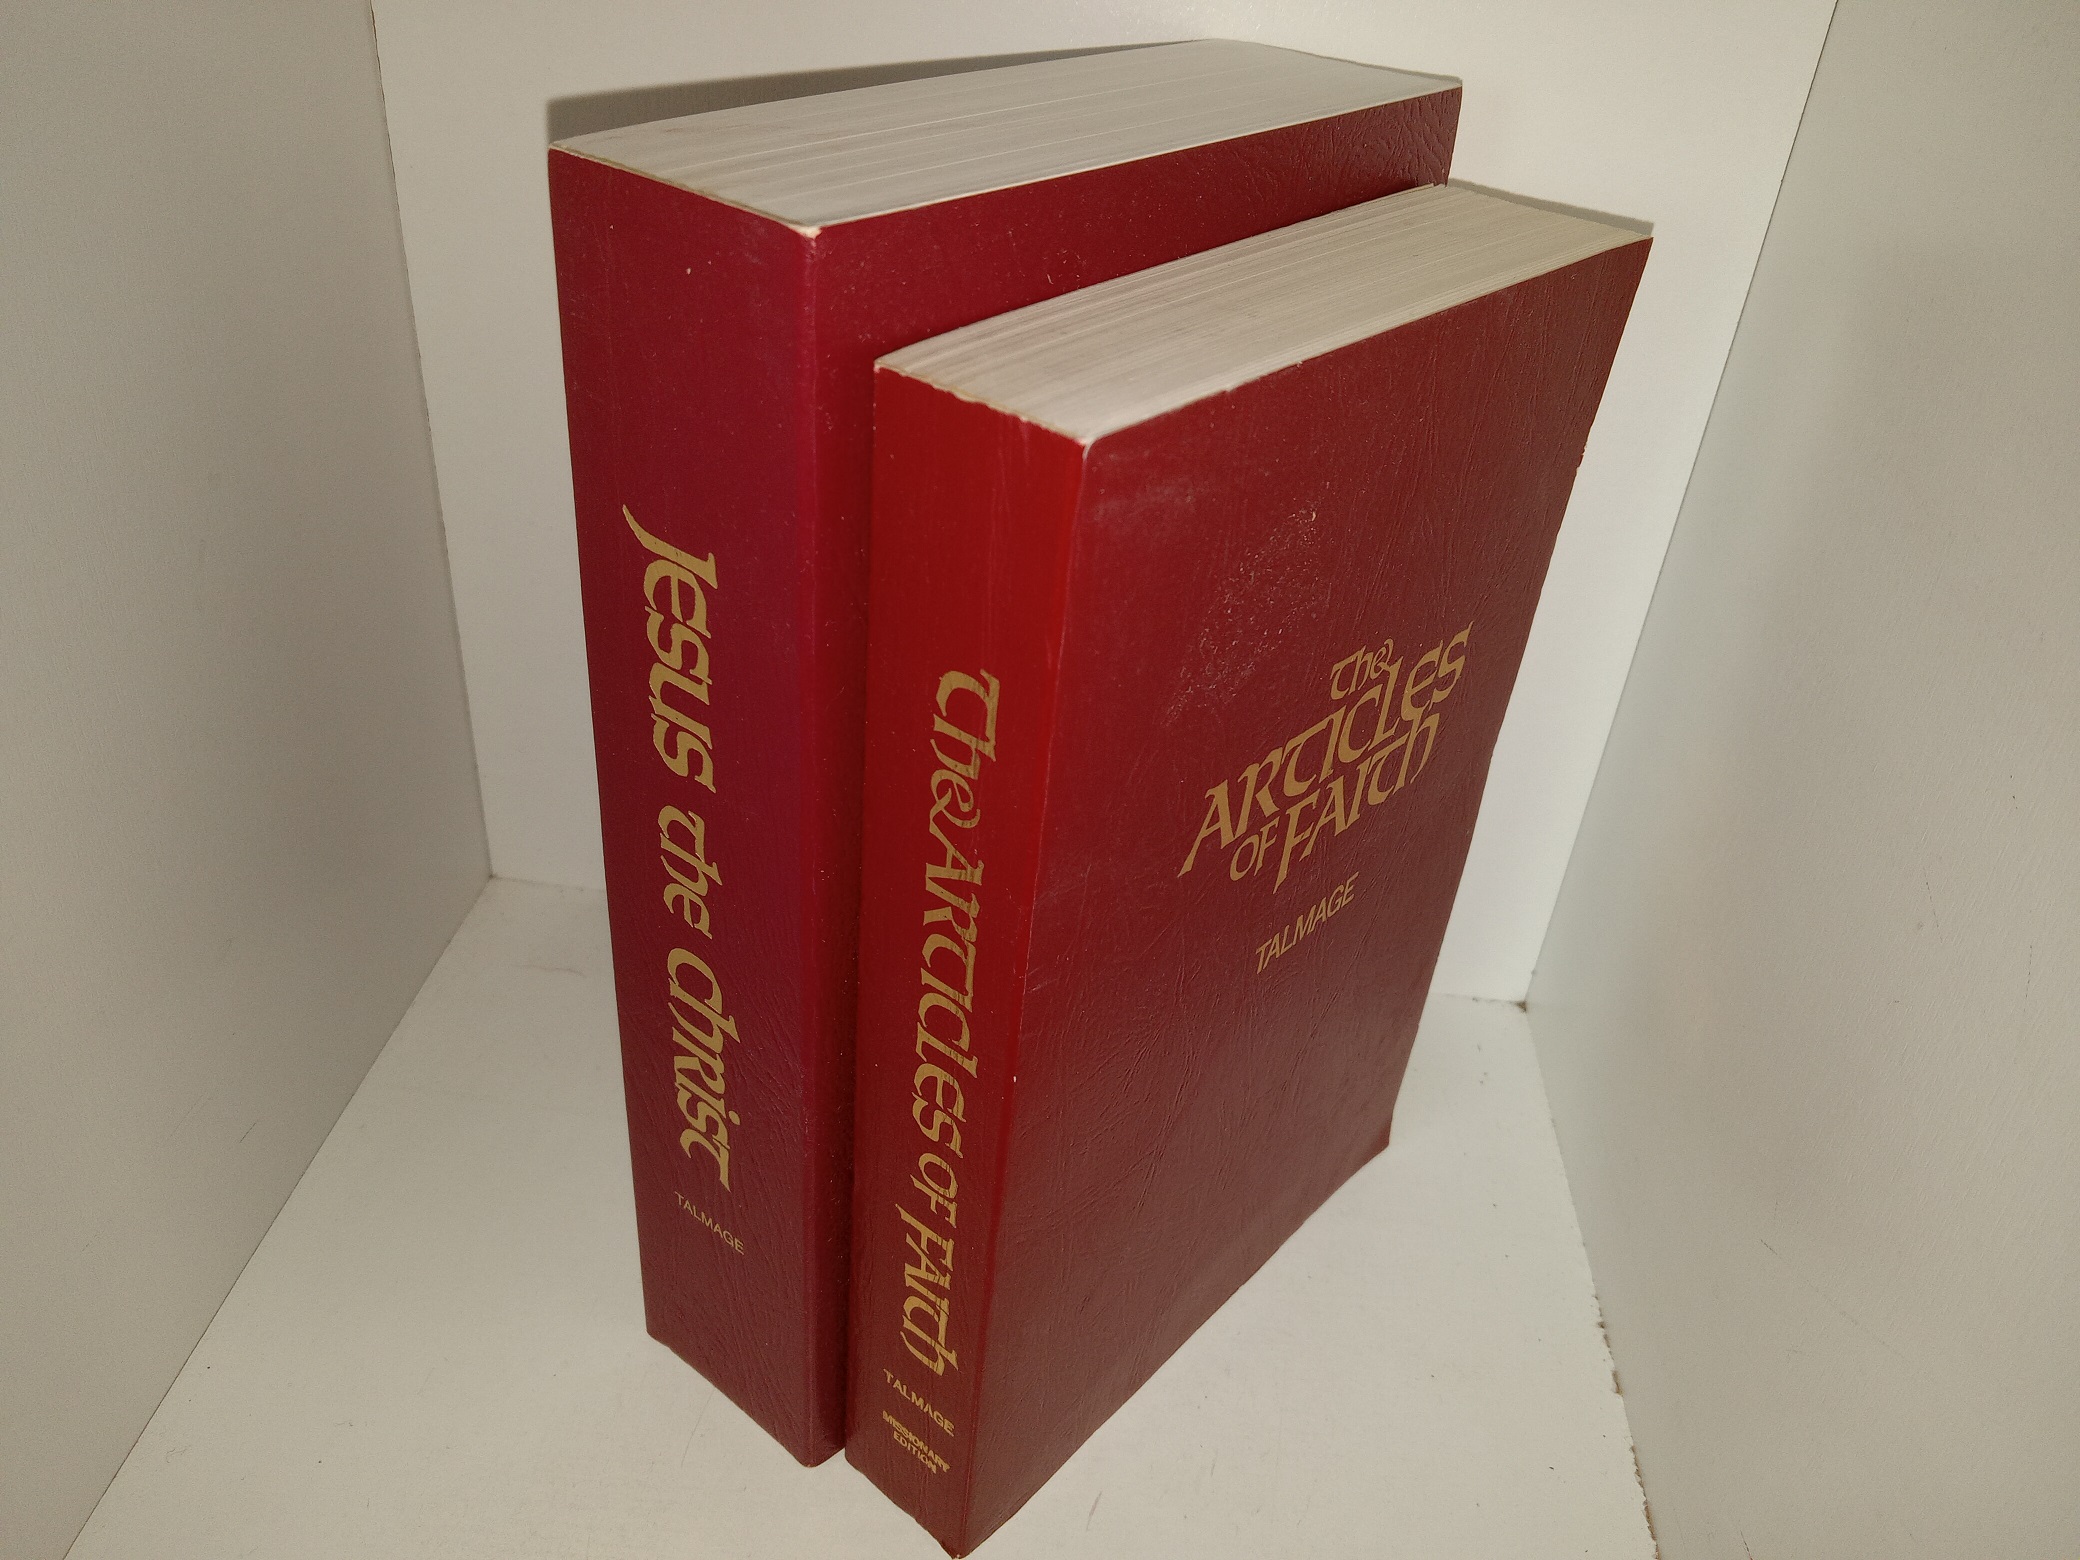 Jesus the Christ
TALMAGE
The ARTICLES OF FAITH
TALMAGE
MISSIONARY
EDITION
The
ARTICLES
OF FAITH
TALMAGE